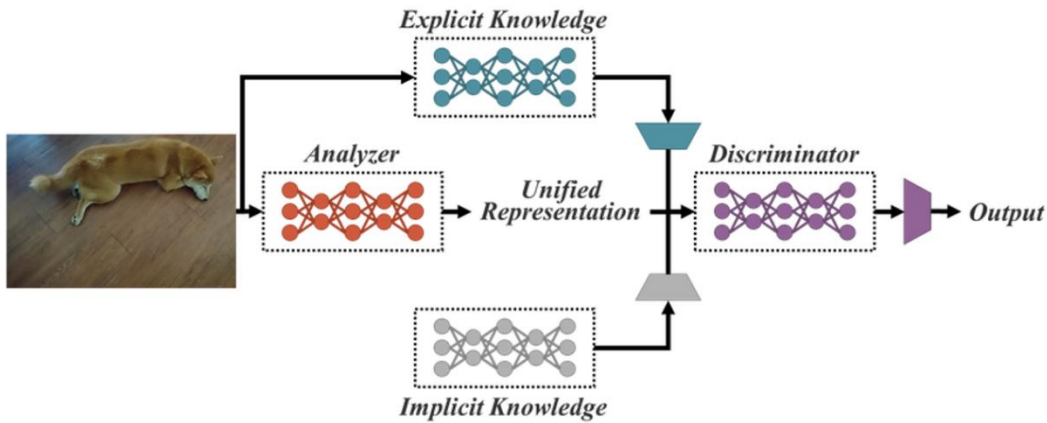 Explicit Knowledge
Analyzer
Unified
Representation
Discriminator
Output
Implicit Knowledge